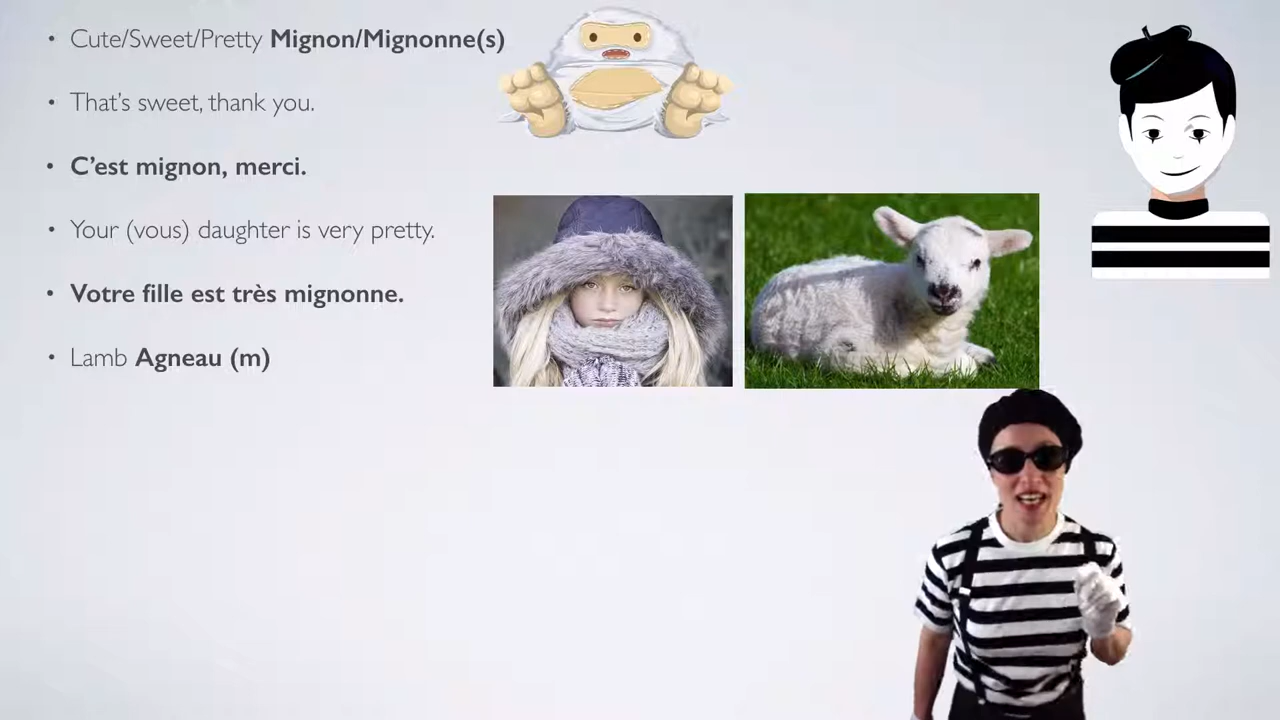 • Cute/Sweet/Pretty Mignon/Mignonne(s)
• That's sweet, thank you.
• C'est mignon, merci.
• Your (vous) daughter is very pretty.
• Votre fille est très mignonne.
• Lamb Agneau (m)